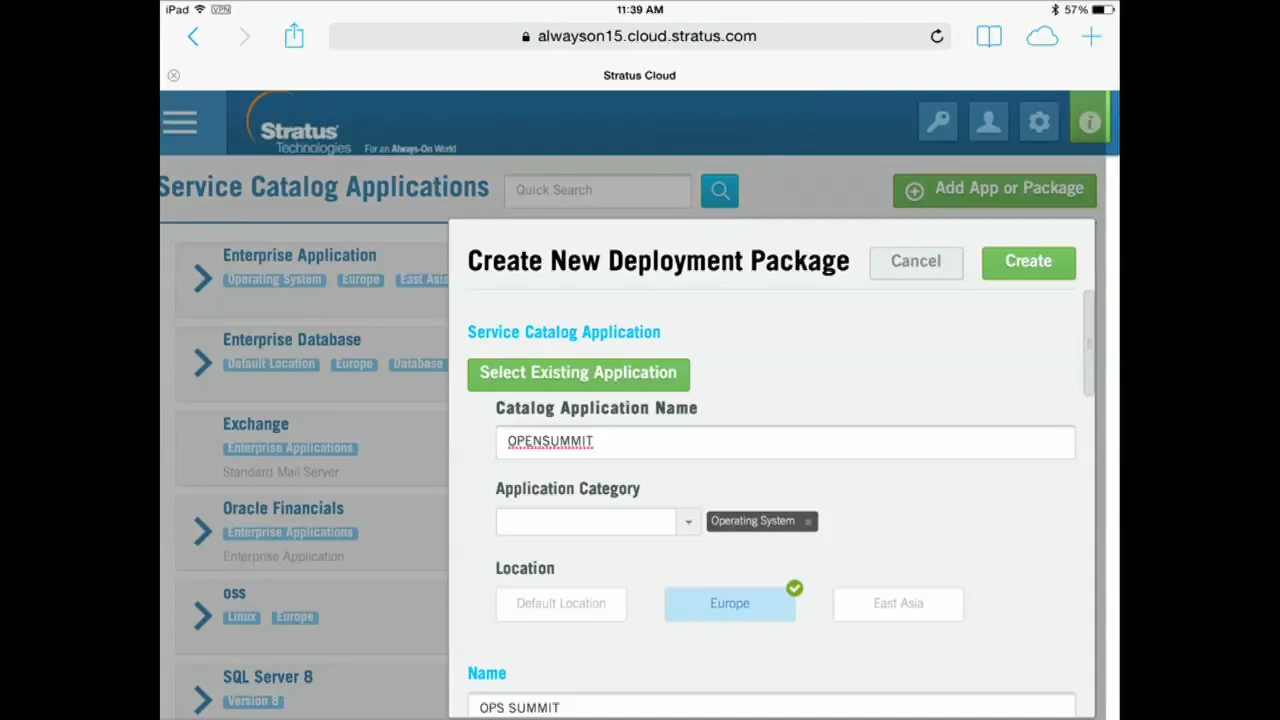 iPad VPN 11:39 AM 57%
alwayson15.cloud.stratus.com
Stratus Cloud
Stratus Technologies For an Always-On World
Service Catalog Applications Quick Search Add App or Package
Create New Deployment Package Cancel Create
Service Catalog Application
Select Existing Application
Catalog Application Name
OPENSUMMIT
Application Category
Operating System
Location
Default Location Europe East Asia
Name
OPS SUMMIT
Enterprise Application
Operating System Europe East Asia
Enterprise Database
Default Location Europe Database
Exchange
Enterprise Applications
Standard Mail Server
Oracle Financials
Enterprise Applications
Enterprise Application
oss
Linux Europe
SQL Server 8
Version 8